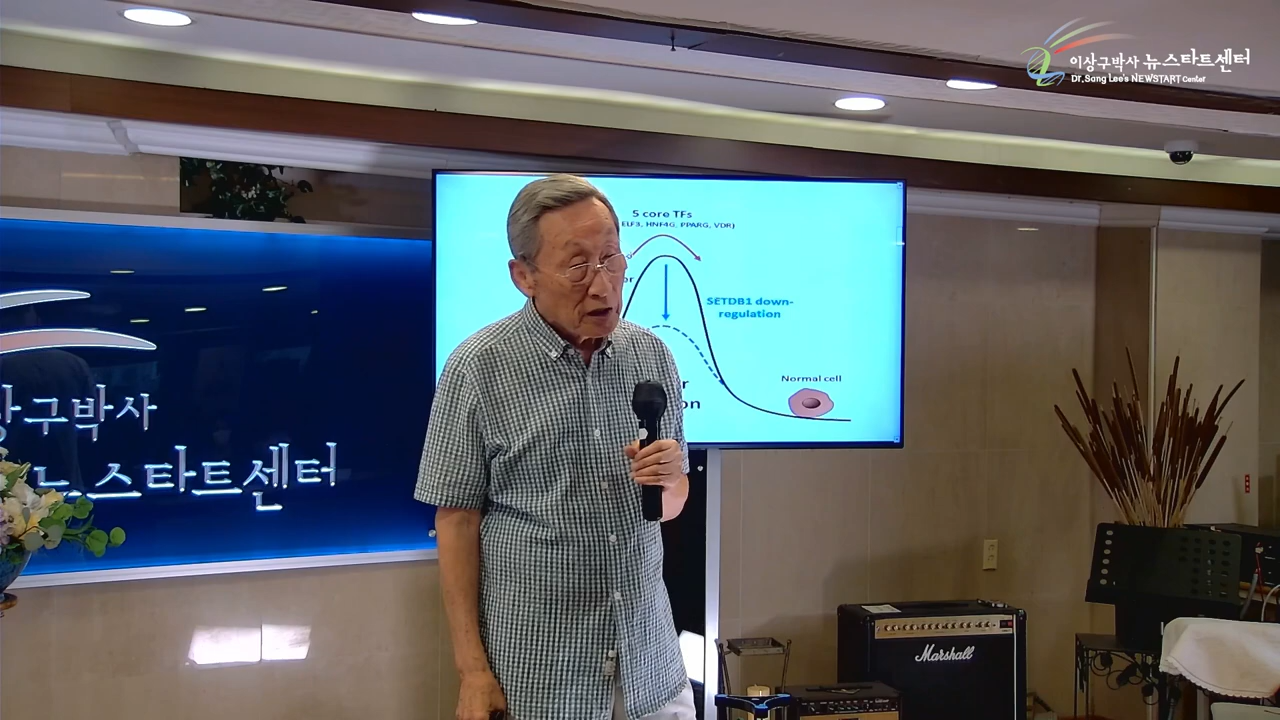 이상구박사 뉴스타트센터
Dr.Sang Lee's NEWSTART Center
5 core TFs
ELF3, HNF4G, PPARG, VDR)
SETDB1 down-
regulation
Normal cell
구박사
뉴스타트센터
Marshall